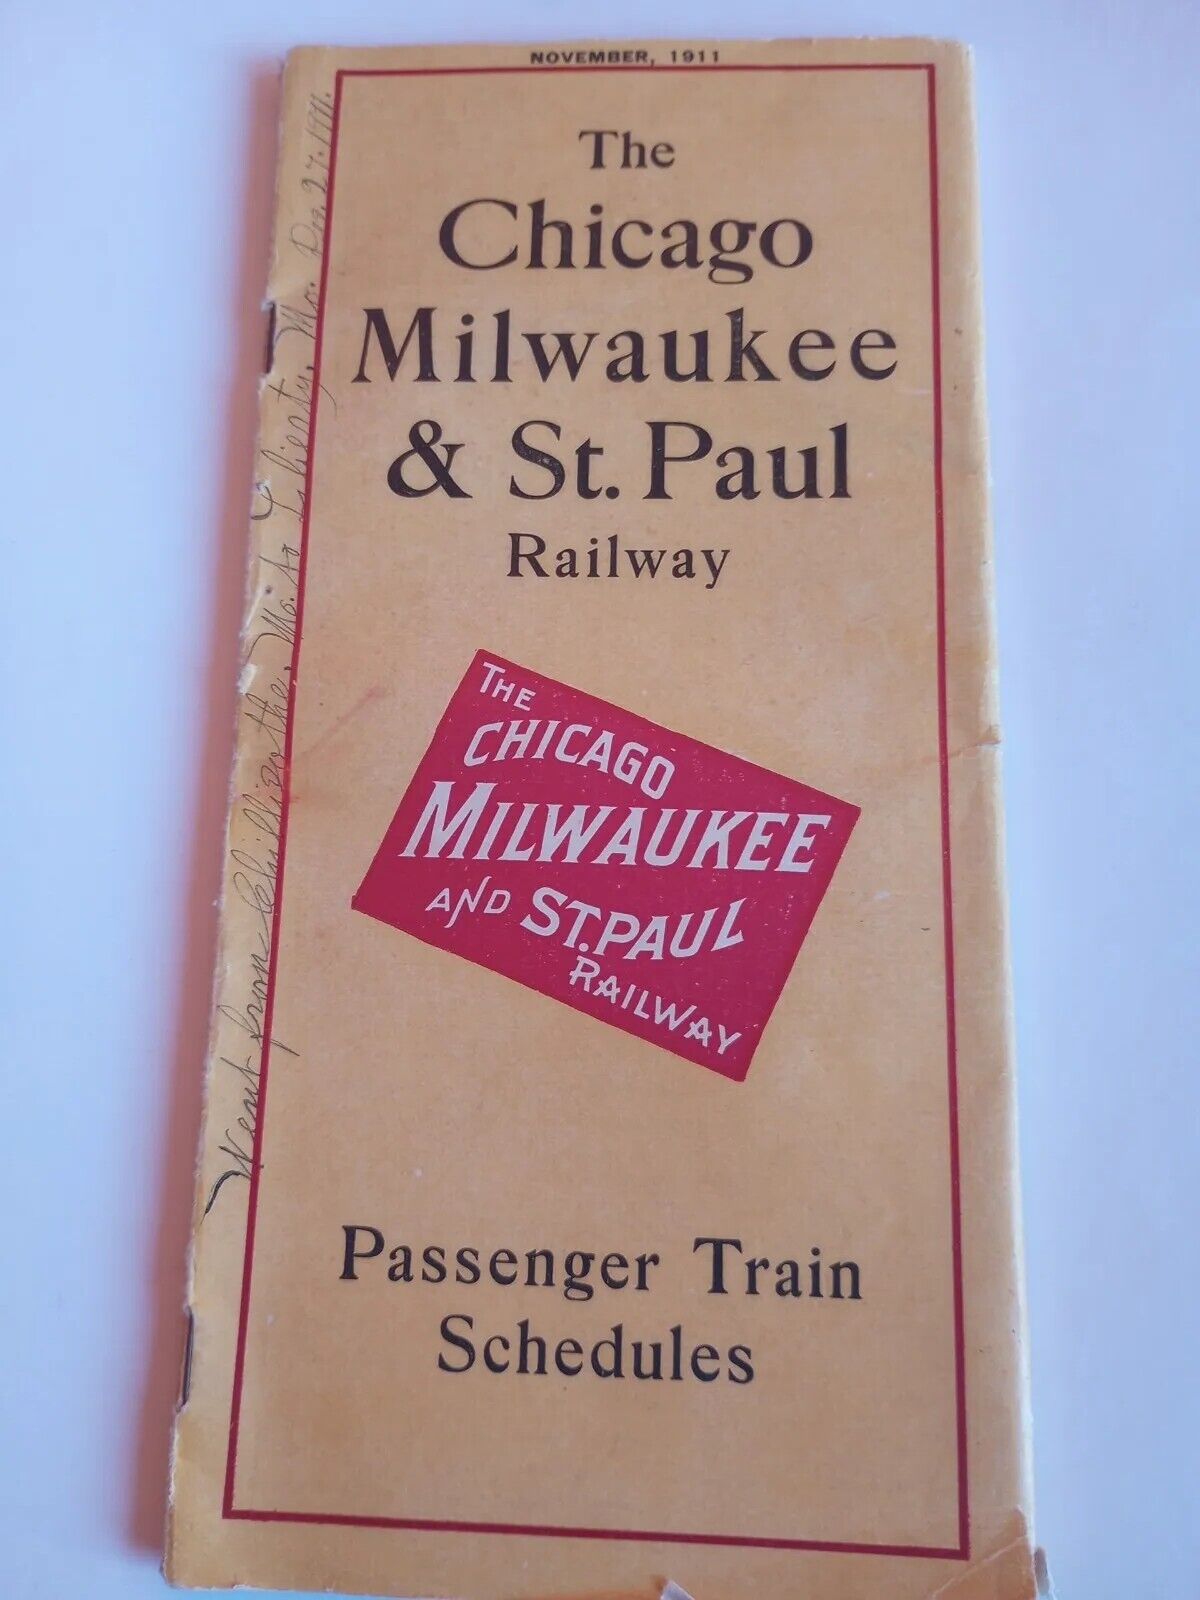 NOVEMBER, 1911
The
Chicago
Milwaukee
& St. Paul
Railway
THE
CHICAGO
MILWAUKEE
AND ST. PAUL
RAILWAY
Passenger Train
Schedules
Went from Chillicothe, Mo. to Liberty, Mo. Dec. 27. 1911.